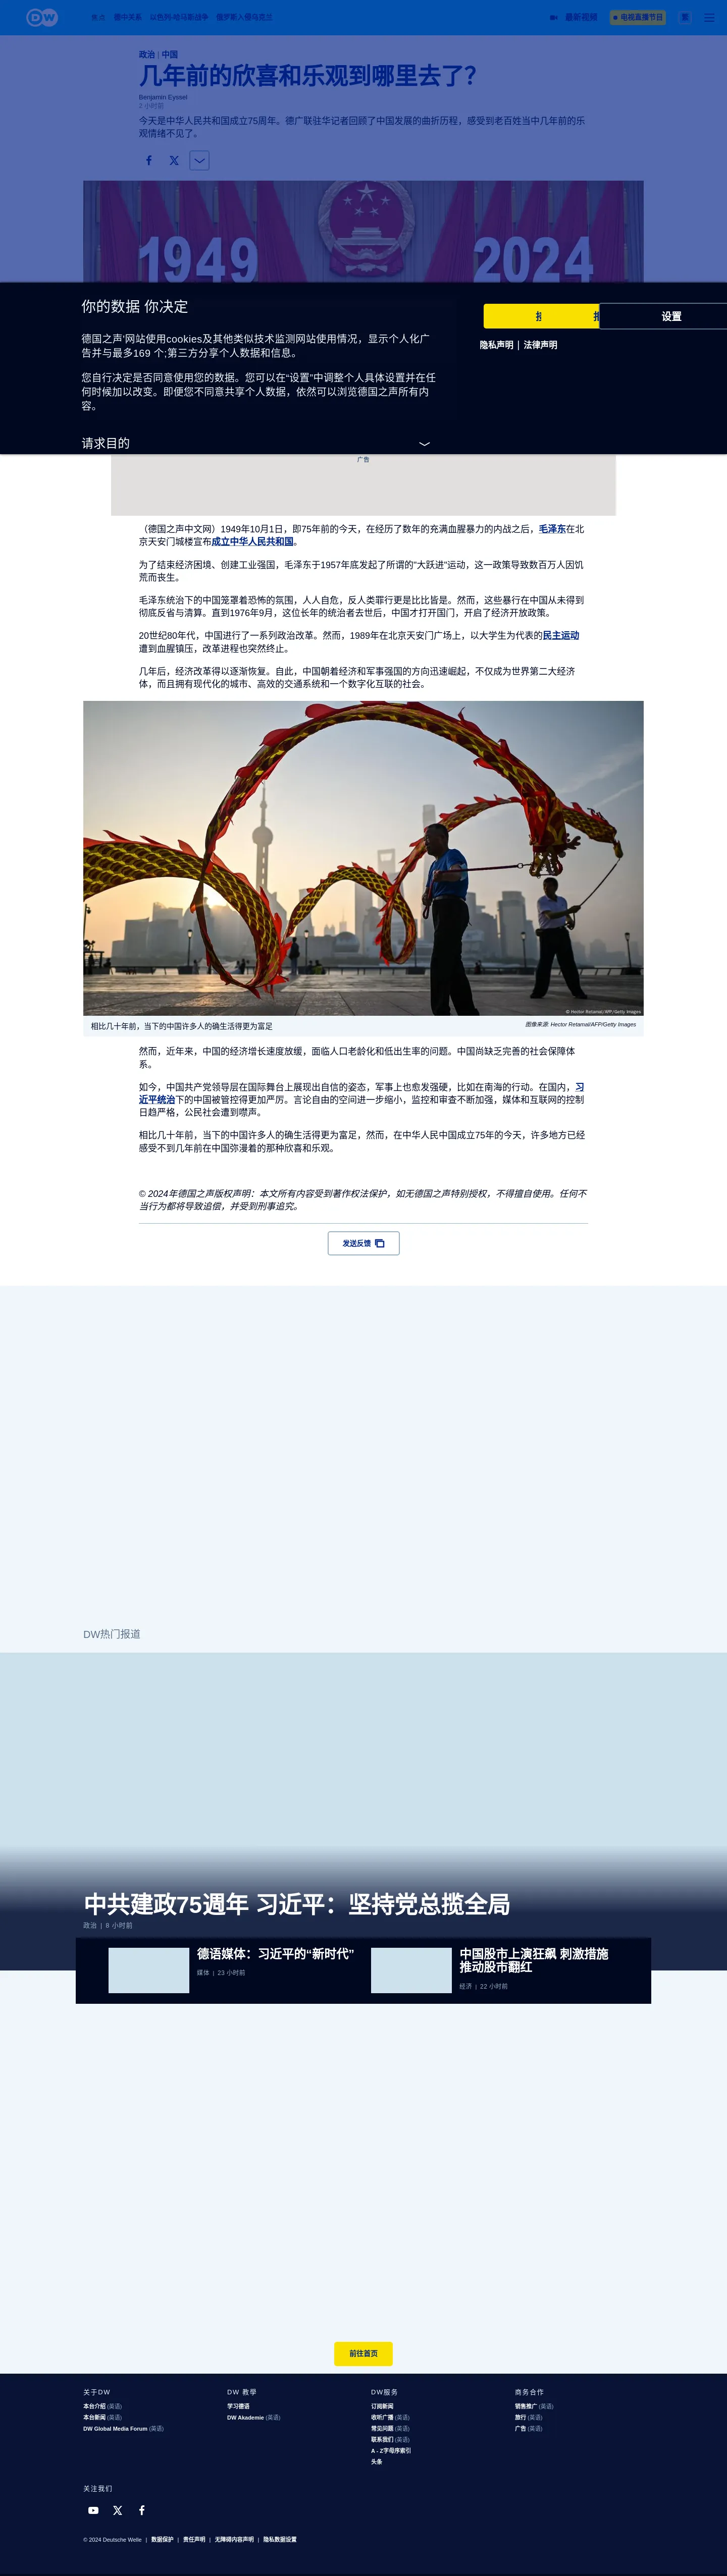 DW
焦点 德中关系 以色列-哈马斯战争 俄罗斯入侵乌克兰 最新视频 电视直播节目 繁
政治 | 中国
几年前的欣喜和乐观到哪里去了？
Benjamin Eyssel
2 小时前
今天是中华人民共和国成立75周年。德广联驻华记者回顾了中国发展的曲折历程，感受到老百姓当中几年前的乐
观情绪不见了。
1949 2024
你的数据 你决定
设置
隐私声明 | 法律声明
德国之声'网站使用cookies及其他类似技术监测网站使用情况，显示个人化广
告并与最多169 个;第三方分享个人数据和信息。
您自行决定是否同意使用您的数据。您可以在“设置”中调整个人具体设置并在任
何时候加以改变。即便您不同意共享个人数据，依然可以浏览德国之声所有内
容。
请求目的
广告
（德国之声中文网）1949年10月1日，即75年前的今天，在经历了数年的充满血腥暴力的内战之后，毛泽东在北
京天安门城楼宣布成立中华人民共和国。
为了结束经济困境、创建工业强国，毛泽东于1957年底发起了所谓的"大跃进"运动，这一政策导致数百万人因饥
荒而丧生。
毛泽东统治下的中国笼罩着恐怖的氛围，人人自危，反人类罪行更是比比皆是。然而，这些暴行在中国从未得到
彻底反省与清算。直到1976年9月，这位长年的统治者去世后，中国才打开国门，开启了经济开放政策。
20世纪80年代，中国进行了一系列政治改革。然而，1989年在北京天安门广场上，以大学生为代表的民主运动
遭到血腥镇压，改革进程也突然终止。
几年后，经济改革得以逐渐恢复。自此，中国朝着经济和军事强国的方向迅速崛起，不仅成为世界第二大经济
体，而且拥有现代化的城市、高效的交通系统和一个数字化互联的社会。
© Hector Retamal/AFP/Getty Images
相比几十年前，当下的中国许多人的确生活得更为富足
图像来源: Hector Retamal/AFP/Getty Images
然而，近年来，中国的经济增长速度放缓，面临人口老龄化和低出生率的问题。中国尚缺乏完善的社会保障体
系。
如今，中国共产党领导层在国际舞台上展现出自信的姿态，军事上也愈发强硬，比如在南海的行动。在国内，习
近平统治下的中国被管控得更加严厉。言论自由的空间进一步缩小，监控和审查不断加强，媒体和互联网的控制
日趋严格，公民社会遭到噤声。
相比几十年前，当下的中国许多人的确生活得更为富足，然而，在中华人民中国成立75年的今天，许多地方已经
感受不到几年前在中国弥漫着的那种欣喜和乐观。
© 2024年德国之声版权声明：本文所有内容受到著作权法保护，如无德国之声特别授权，不得擅自使用。任何不
当行为都将导致追偿，并受到刑事追究。
发送反馈
DW热门报道
中共建政75週年 习近平：坚持党总揽全局
政治 | 8 小时前
德语媒体：习近平的“新时代”
媒体 | 23 小时前
中国股市上演狂飙 刺激措施
推动股市翻红
经济 | 22 小时前
前往首页
关于DW
本台介绍 (英语)
本台新闻 (英语)
DW Global Media Forum (英语)
DW 教學
学习德语
DW Akademie (英语)
DW服务
订阅新闻
收听广播 (英语)
常见问题 (英语)
联系我们 (英语)
A - Z字母序索引
头条
商务合作
销售推广 (英语)
旅行 (英语)
广告 (英语)
关注我们
© 2024 Deutsche Welle | 数据保护 | 责任声明 | 无障碍内容声明 | 隐私数据设置